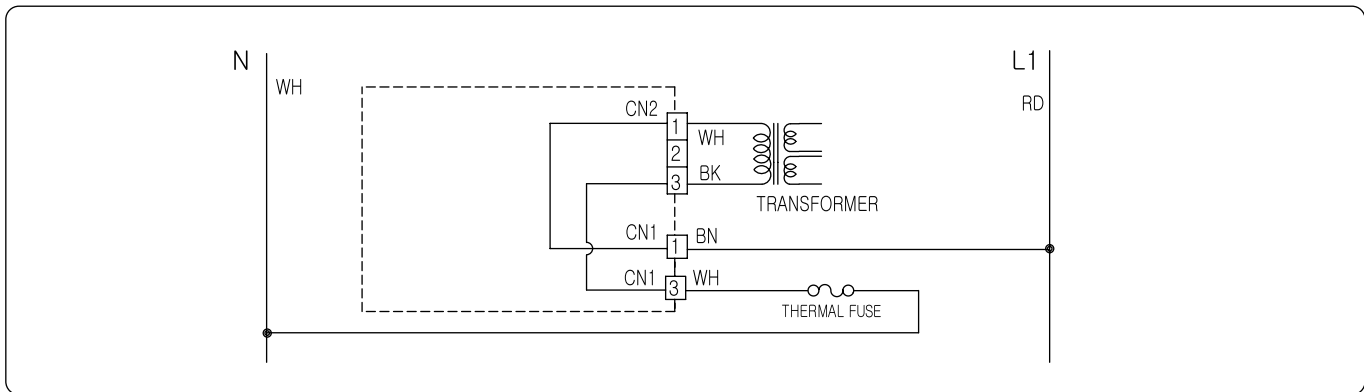 N
L1
WH
RD
CN2
1
WH
2
3
BK
TRANSFORMER
CN1
1
BN
CN1
3
WH
THERMAL FUSE